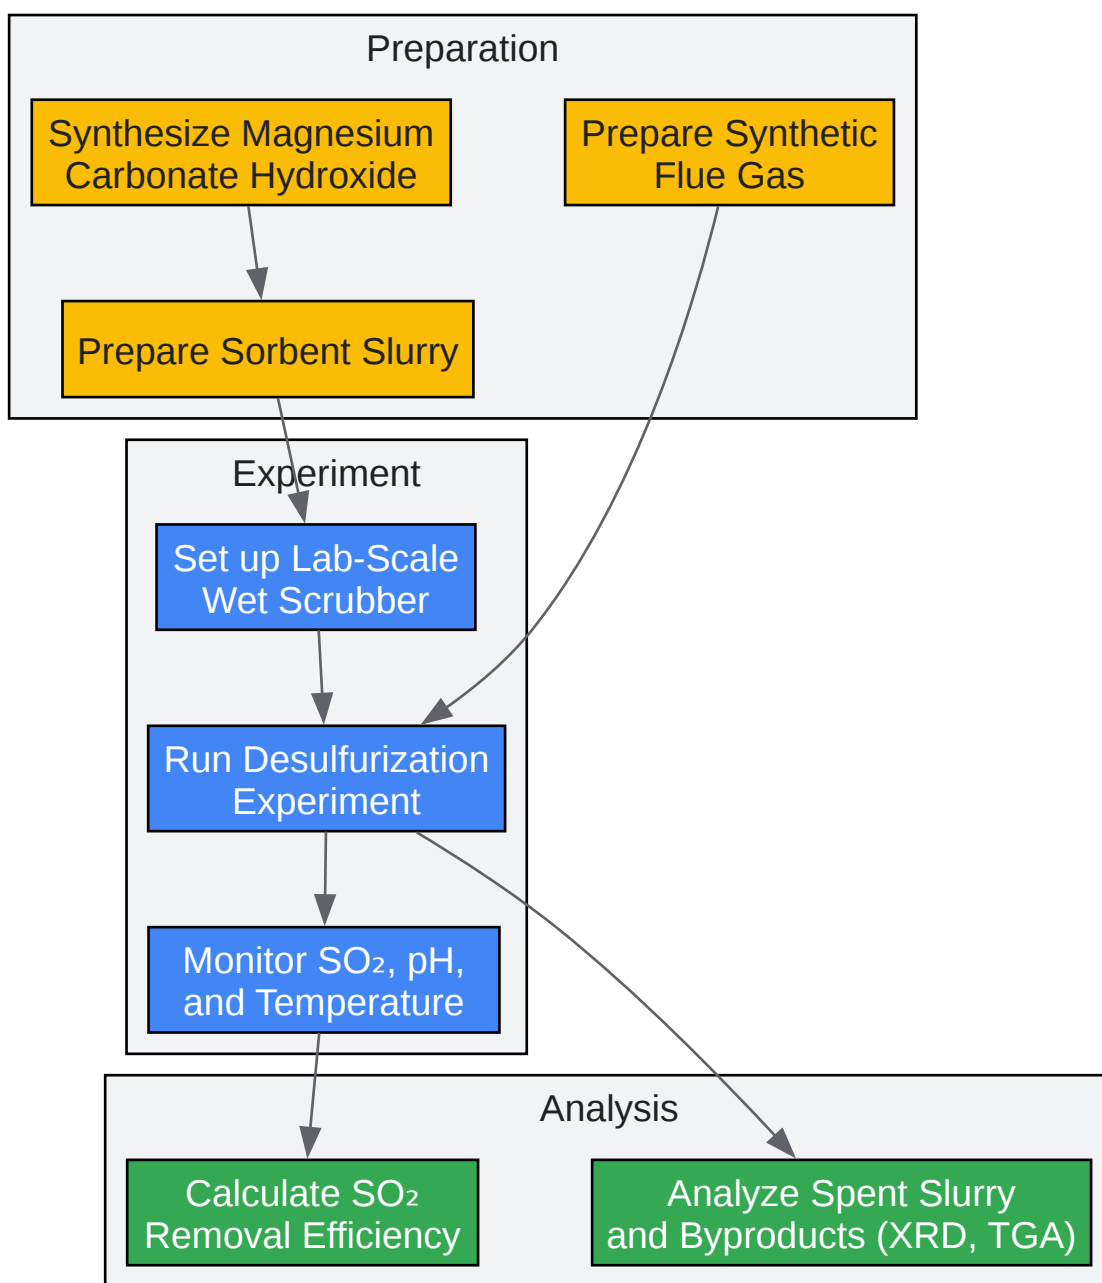 Preparation
Synthesize Magnesium
Carbonate Hydroxide
Prepare Synthetic
Flue Gas
Prepare Sorbent Slurry
Experiment
Set up Lab-Scale
Wet Scrubber
Run Desulfurization
Experiment
Monitor SO₂, pH,
and Temperature
Analysis
Calculate SO₂
Removal Efficiency
Analyze Spent Slurry
and Byproducts (XRD, TGA)